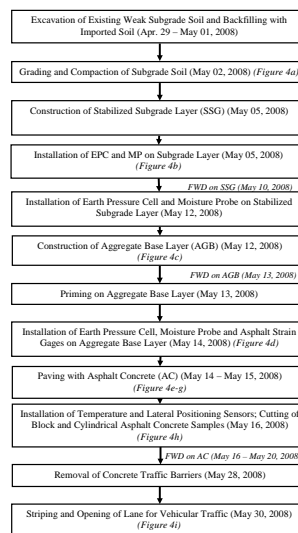 Excavation of Existing Weak Subgrade Soil and Backfilling with
Imported Soil
(Apr. 29 – May 01, 2008)
Grading and Compaction of Subgrade Soil (May 02, 2008) (Figure 4a)
Construction of Stabilized Subgrade Layer (SSG) (May 05, 2008)
Installation of EPC and MP on Subgrade Layer (May 05, 2008)
(Figure 4b)
FWD on SSG (May 10, 2008)
Installation of Earth Pressure Cell and Moisture Probe on Stabilized
Subgrade Layer (May 12, 2008)
Construction of Aggregate Base Layer (AGB) (May 12, 2008)
(Figure 4c)
FWD on AGB (May 13, 2008)
Priming on Aggregate Base Layer (May 13, 2008)
Installation of Earth Pressure Cell, Moisture Probe and Asphalt Strain
Gages on Aggregate Base Layer (May 14, 2008) (Figure 4d)
Paving with Asphalt Concrete (AC) (May 14 – May 15, 2008)
(Figure 4e-g)
Installation of Temperature and Lateral Positioning Sensors; Cutting of
Block and Cylindrical Asphalt Concrete Samples (May 16, 2008)
(Figure 4h)
FWD on AC (May 16 – May 20, 2008)
Removal of Concrete Traffic Barriers (May 28, 2008)
Striping and Opening of Lane for Vehicular Traffic (May 30, 2008)
(Figure 4i)